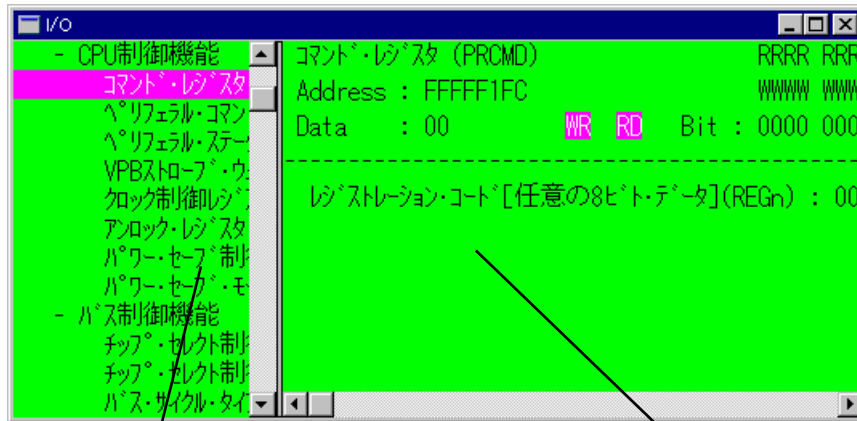 I/O
- CPU制御機能
コマンド・レジスタ
ペリフェラル・コマン
ペリフェラル・ステー
VPBストローブ・ウ
クロック制御レジ
アンロック・レジスタ
パワー・セーブ制
パワー・セーブ・モ
- バス制御機能
チップ・セレクト制
チップ・セレクト制
バス・サイクル・タイ
コマンド・レジスタ (PRCMD) RRRR RRR
Address : FFFFF1FC WWWW WWW
Data : 00 WR RD Bit : 0000 000
レジストレーション・コード[任意の8ビット・データ](REGn) : 00